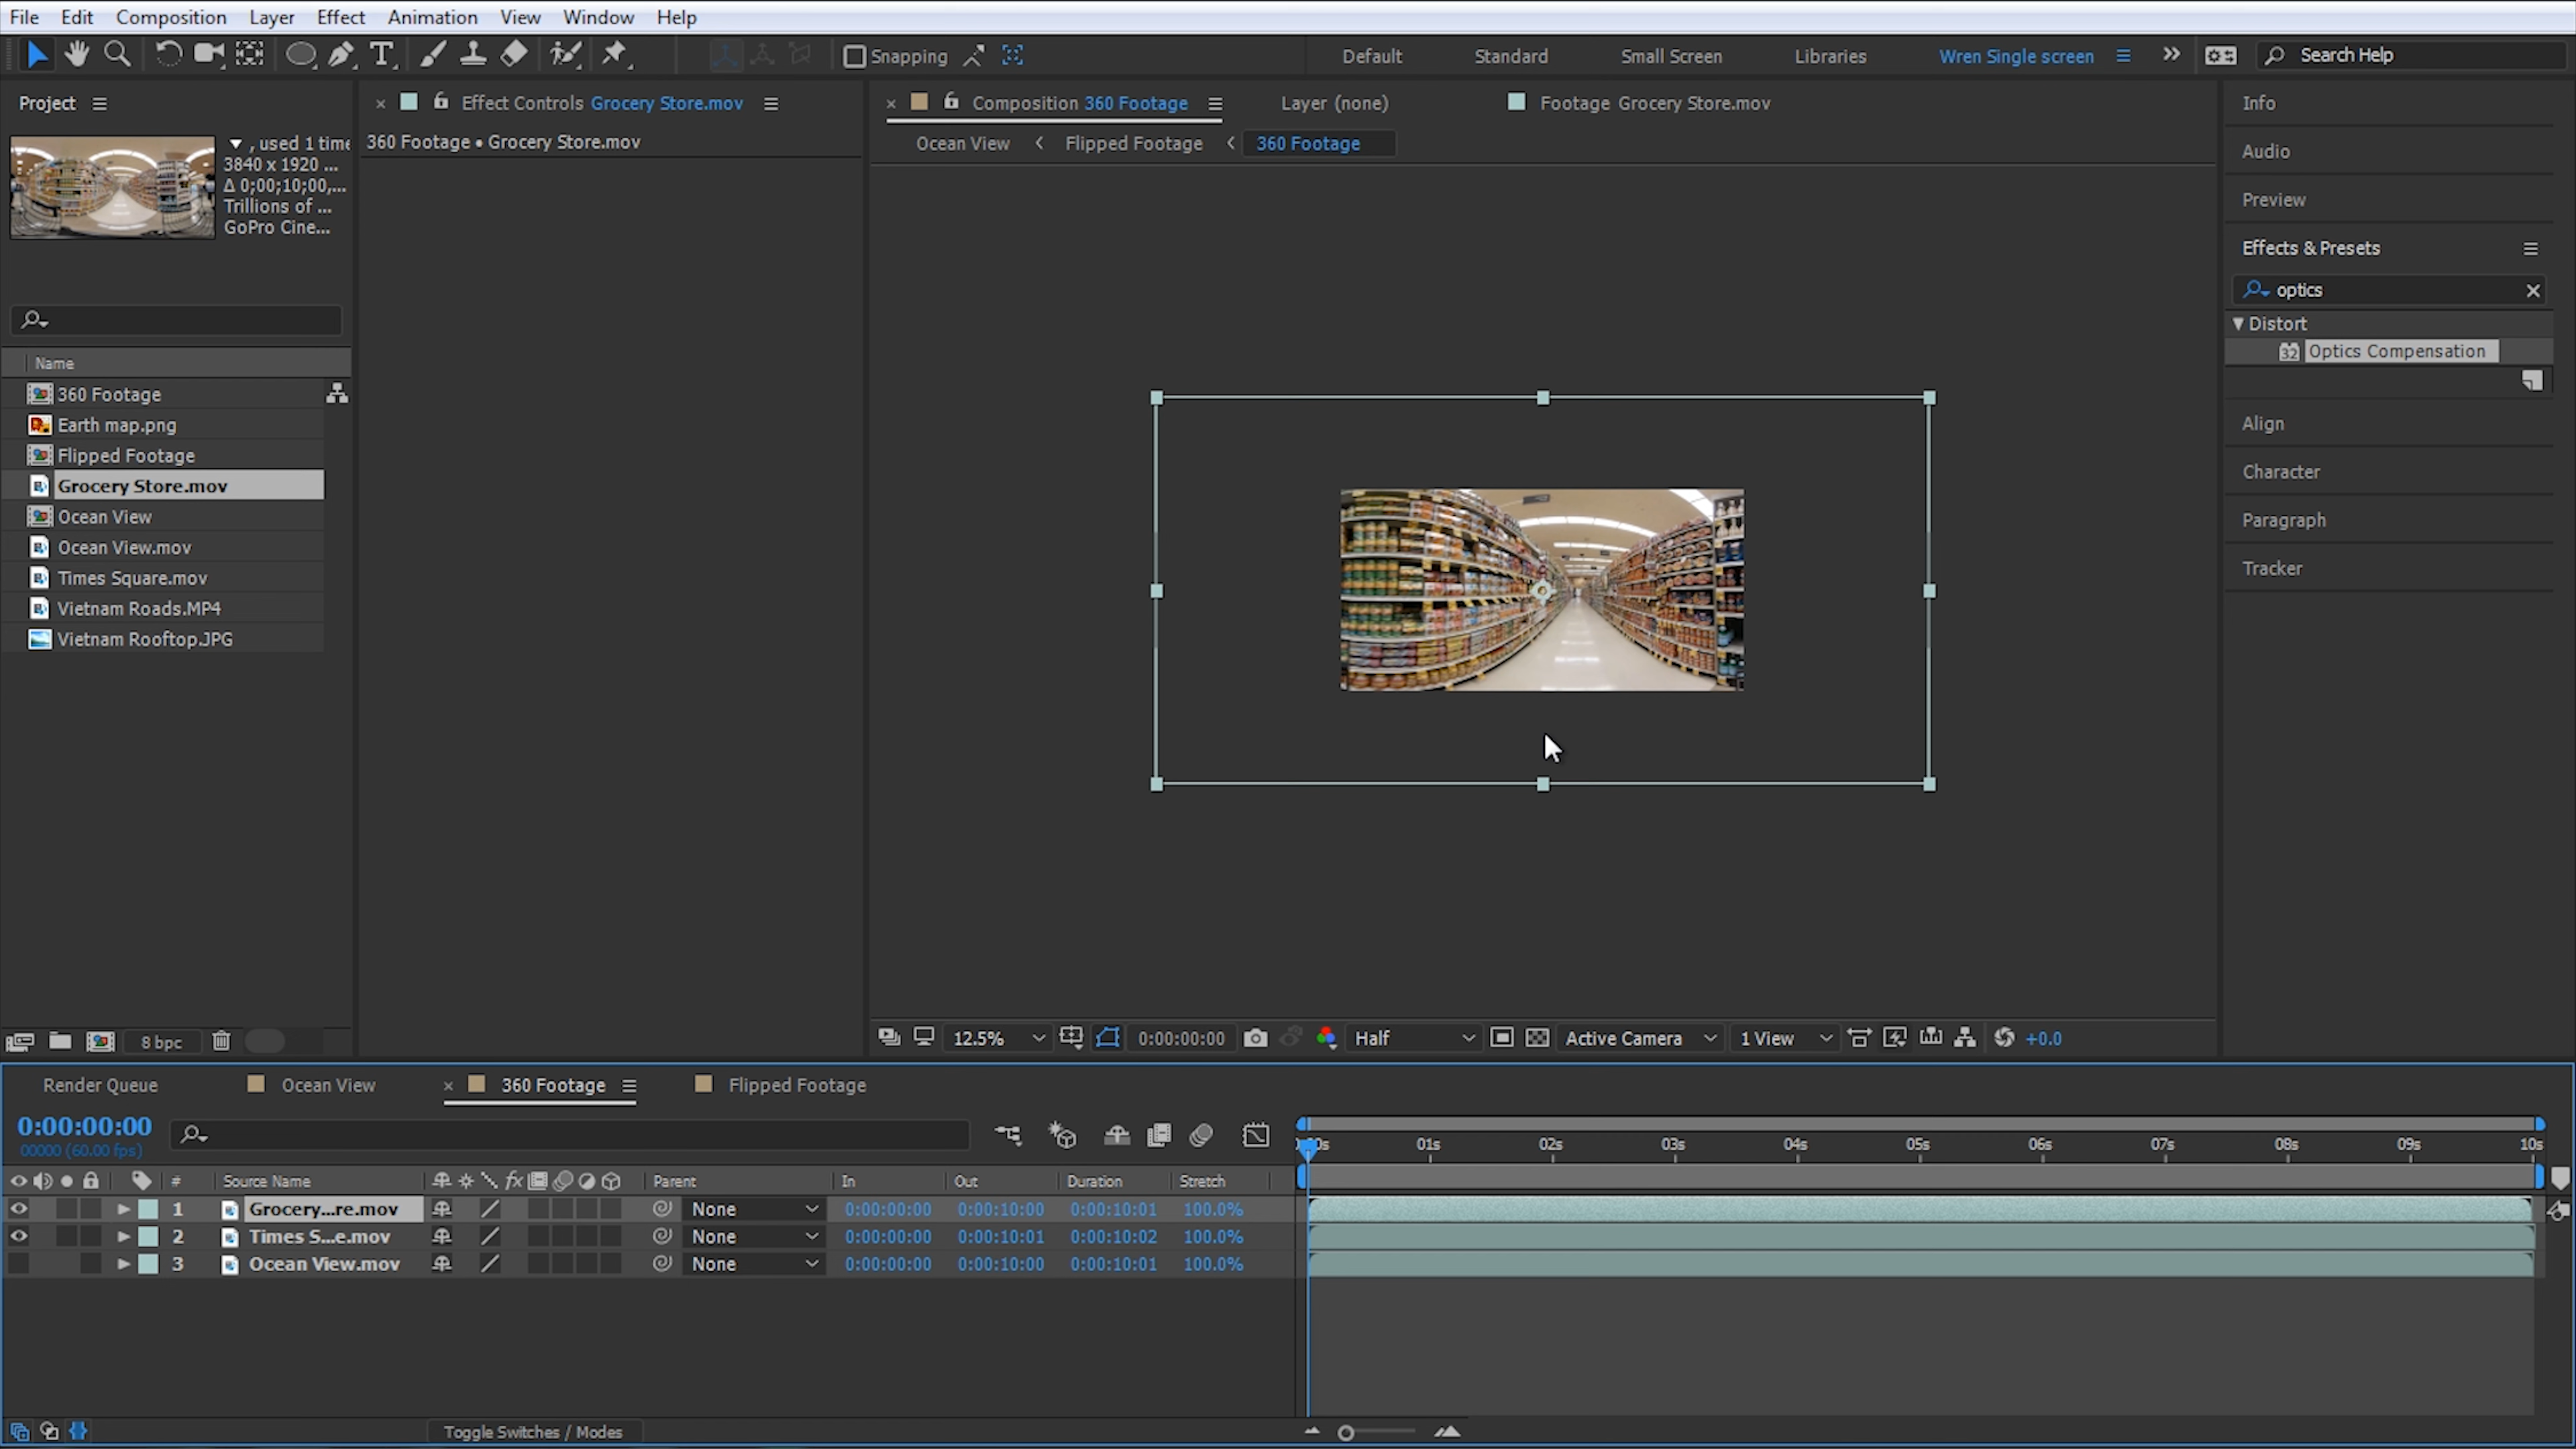 File Edit Composition Layer Effect Animation View Window Help
Snapping Default Standard Small Screen Libraries Wren Single screen Search Help
Project
, used 1 time
3840 x 1920 ...
Δ 0;00;10;00,...
Trillions of ...
GoPro Cine...
Name
360 Footage
Earth map.png
Flipped Footage
Grocery Store.mov
Ocean View
Ocean View.mov
Times Square.mov
Vietnam Roads.MP4
Vietnam Rooftop.JPG
8 bpc
Effect Controls Grocery Store.mov
360 Footage • Grocery Store.mov
Composition 360 Footage Layer (none) Footage Grocery Store.mov
Ocean View Flipped Footage 360 Footage
12.5% 0:00:00:00 Half Active Camera 1 View +0.0
Info
Audio
Preview
Effects & Presets
optics
Distort
32 Optics Compensation
Align
Character
Paragraph
Tracker
Render Queue Ocean View 360 Footage Flipped Footage
0:00:00:00
00000 (60.00 fps)
01s 02s 03s 04s 05s 06s 07s 08s 09s 10s
# Source Name fx Parent In Out Duration Stretch
1 Grocery...re.mov None 0:00:00:00 0:00:10:00 0:00:10:01 100.0%
2 Times S...e.mov None 0:00:00:00 0:00:10:01 0:00:10:02 100.0%
3 Ocean View.mov None 0:00:00:00 0:00:10:00 0:00:10:01 100.0%
Toggle Switches / Modes